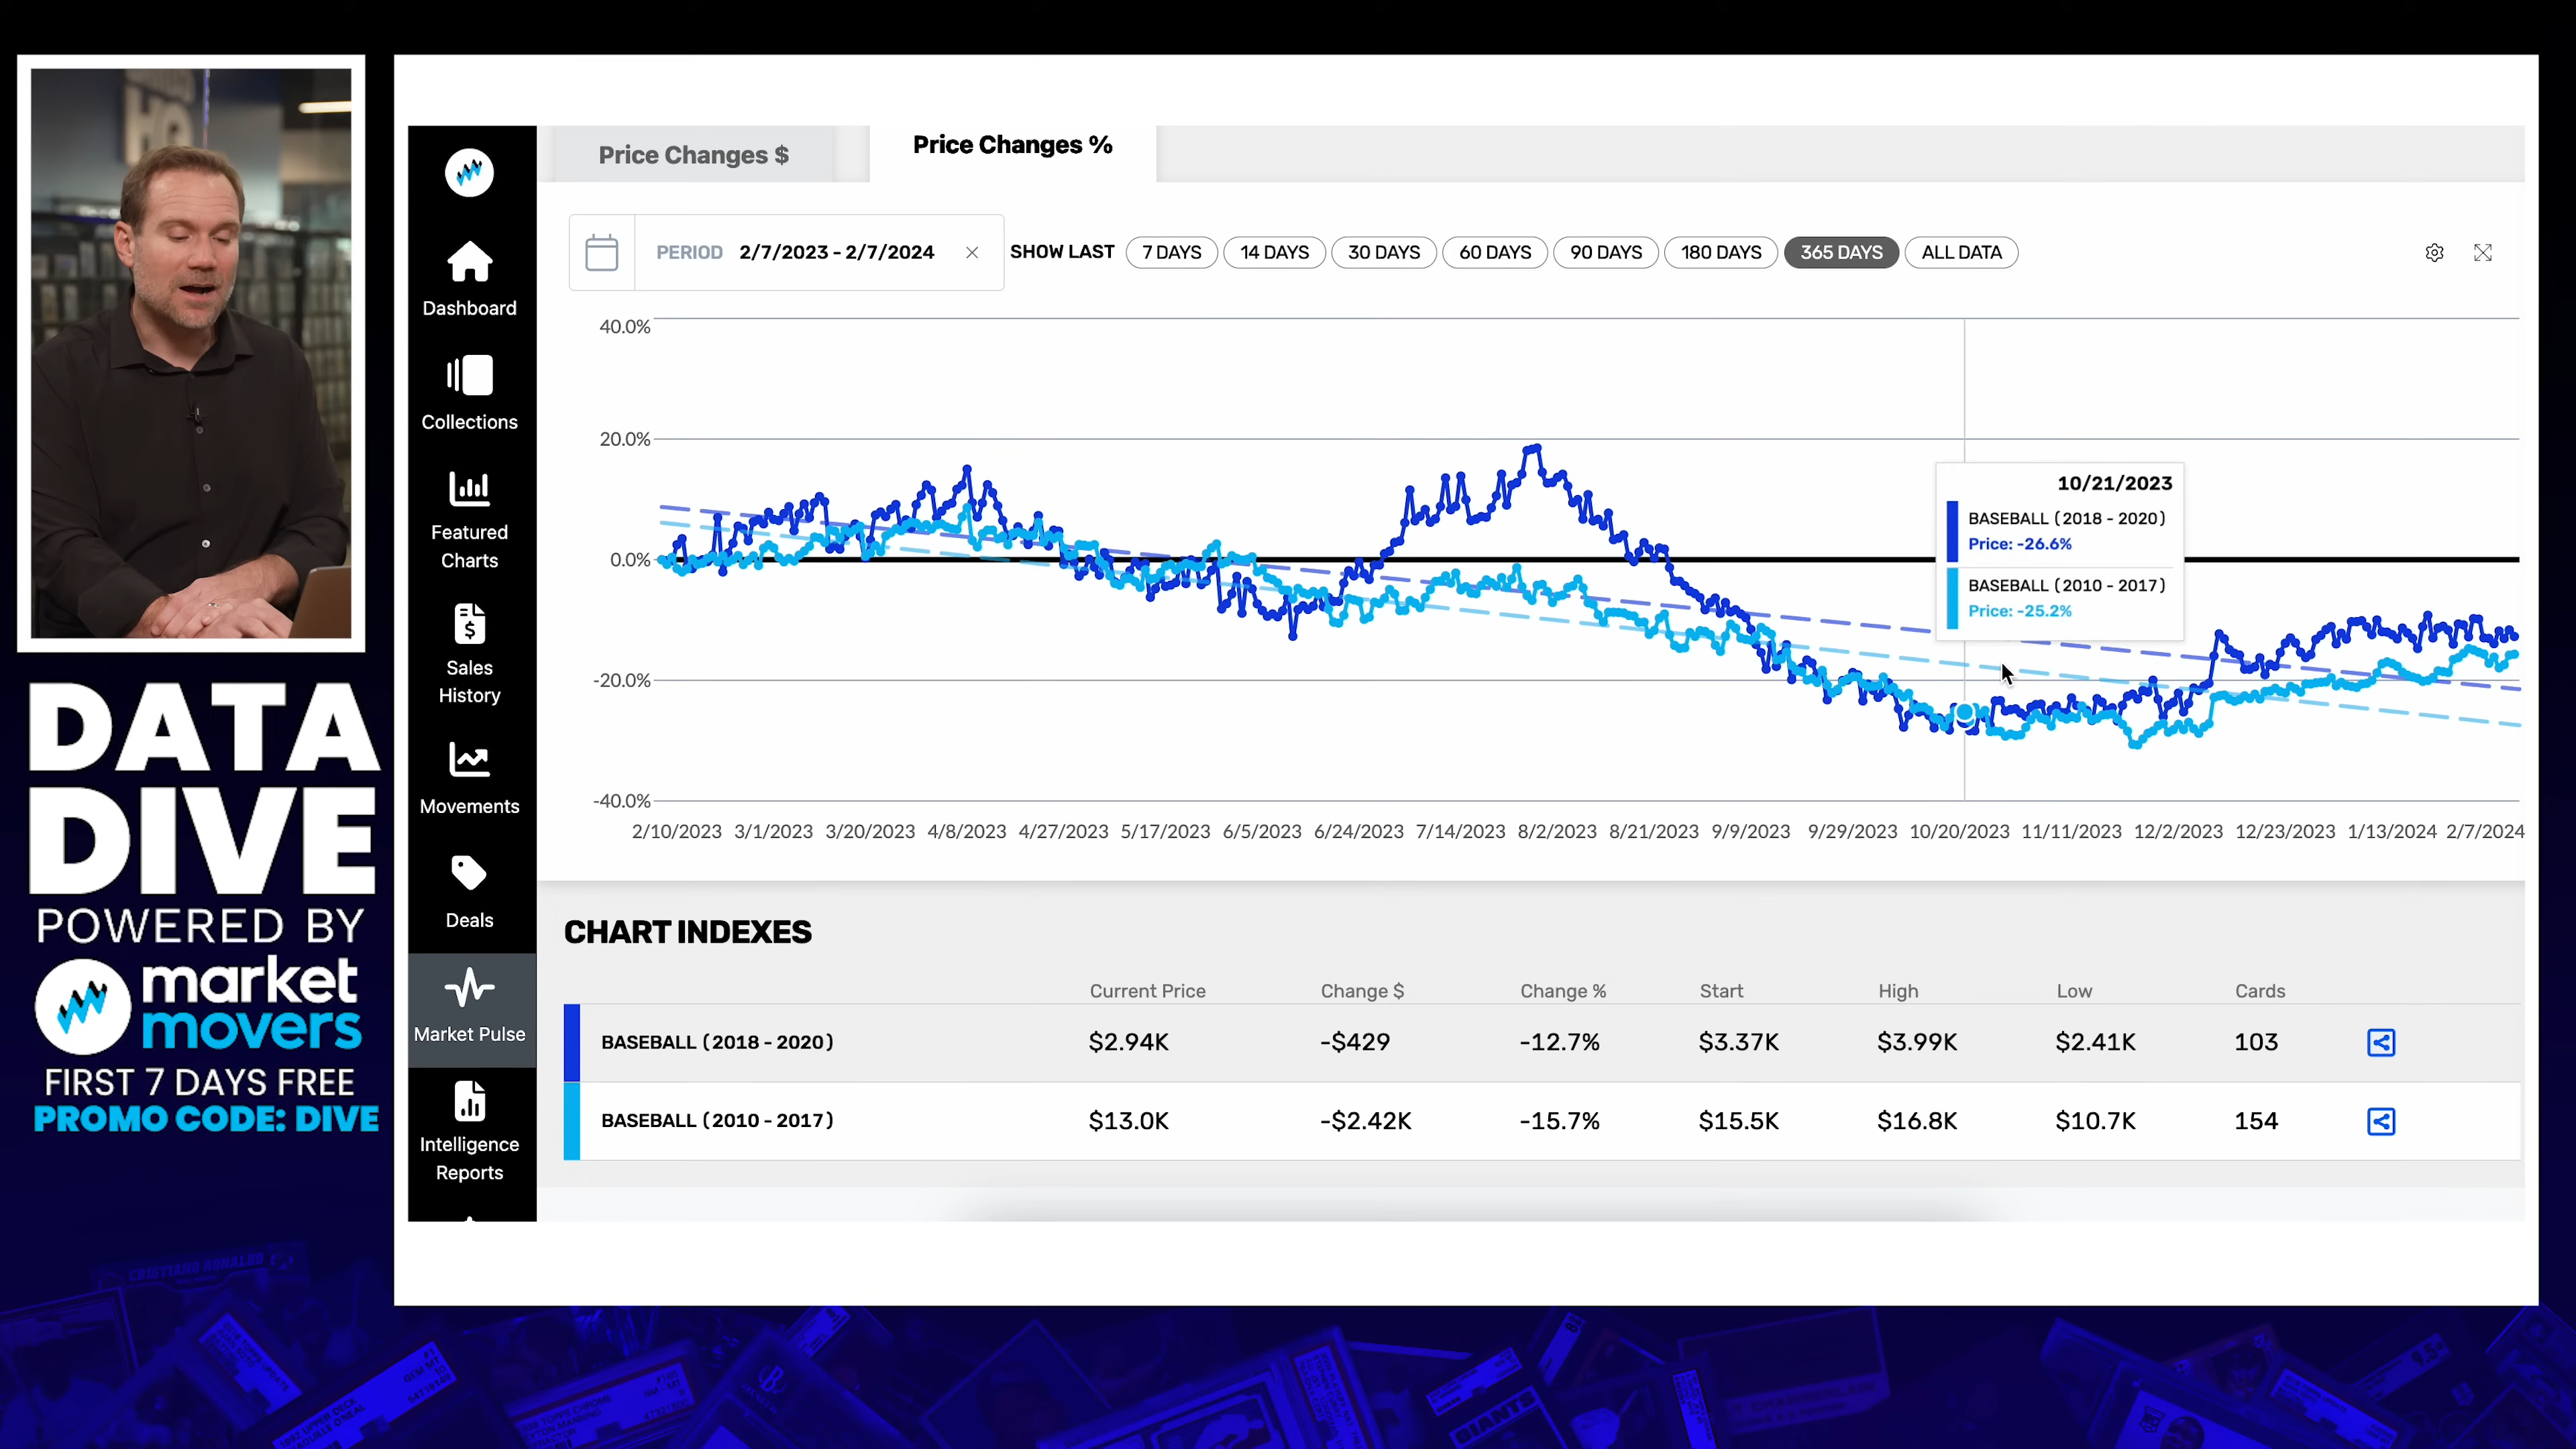 HQ
DATA
DIVE
POWERED BY
market
movers
FIRST 7 DAYS FREE
PROMO CODE: DIVE
Dashboard
Collections
Featured
Charts
Sales
History
Movements
Deals
Market Pulse
Intelligence
Reports
Price Changes $
Price Changes %
PERIOD 2/7/2023 - 2/7/2024
SHOW LAST 7 DAYS 14 DAYS 30 DAYS 60 DAYS 90 DAYS 180 DAYS 365 DAYS ALL DATA
40.0%
20.0%
0.0%
-20.0%
-40.0%
10/21/2023
BASEBALL (2018 - 2020)
Price: -26.6%
BASEBALL (2010 - 2017)
Price: -25.2%
2/10/2023 3/1/2023 3/20/2023 4/8/2023 4/27/2023 5/17/2023 6/5/2023 6/24/2023 7/14/2023 8/2/2023 8/21/2023 9/9/2023 9/29/2023 10/20/2023 11/11/2023 12/2/2023 12/23/2023 1/13/2024 2/7/2024
CHART INDEXES
Current Price Change $ Change % Start High Low Cards
BASEBALL (2018 - 2020) $2.94K -$429 -12.7% $3.37K $3.99K $2.41K 103
BASEBALL (2010 - 2017) $13.0K -$2.42K -15.7% $15.5K $16.8K $10.7K 154
CRISTIANO RONALDO
GIANTS